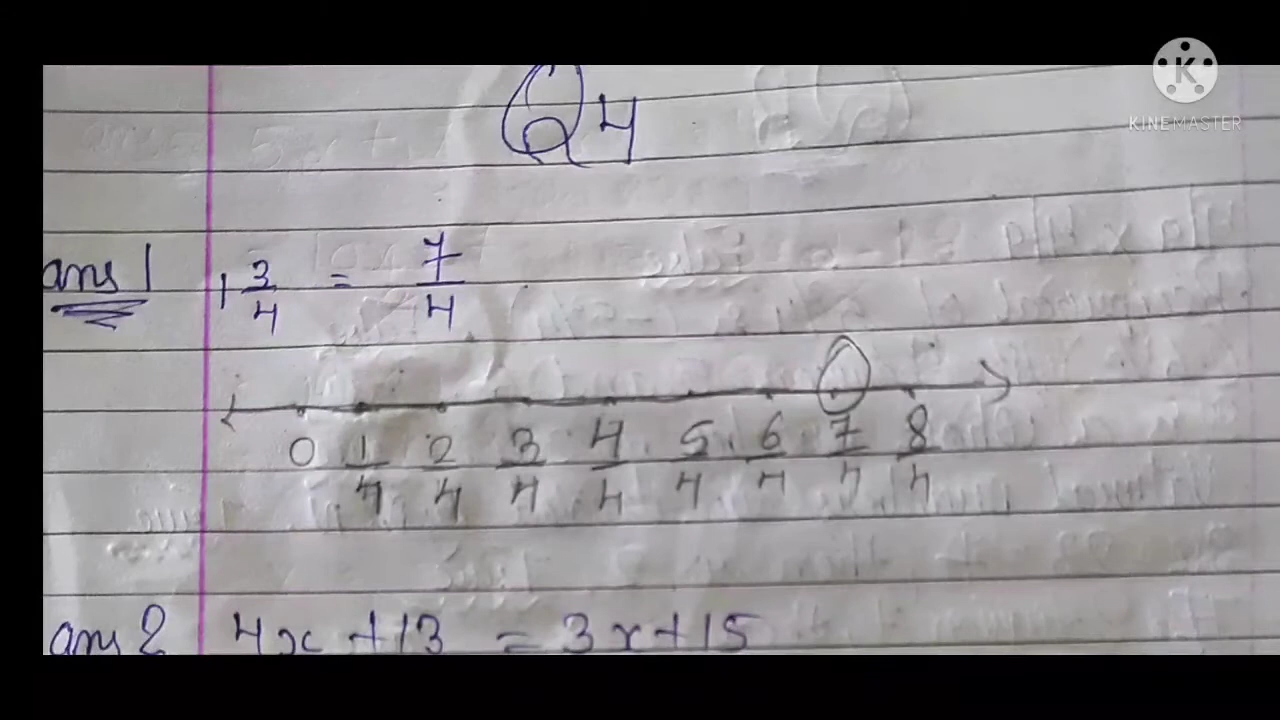 Q4
ans 1 1 3/4 = 7/4
0 1/4 2/4 3/4 4/4 5/4 6/4 7/4 8/4
ans 2 4x + 13 = 3x + 15
KINEMASTER